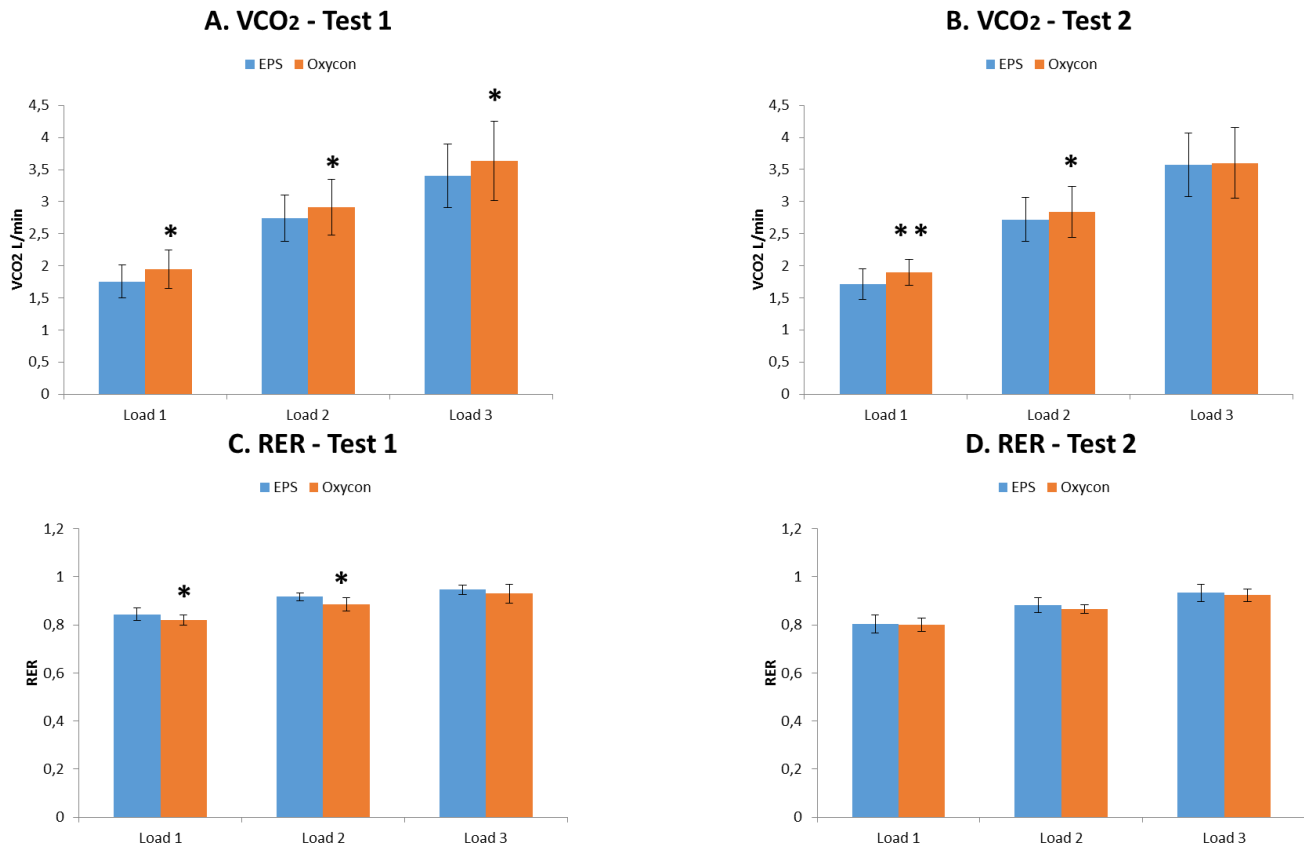 A. VCO2 - Test 1
EPS Oxycon
4,5
4
3,5
3
2,5
2
1,5
1
0,5
0
VCO2 L/min
*
*
*
Load 1 Load 2 Load 3
B. VCO2 - Test 2
EPS Oxycon
4,5
4
3,5
3
2,5
2
1,5
1
0,5
0
VCO2 L/min
* *
*
Load 1 Load 2 Load 3
C. RER - Test 1
EPS Oxycon
1,2
1
0,8
0,6
0,4
0,2
0
RER
*
*
Load 1 Load 2 Load 3
D. RER - Test 2
EPS Oxycon
1,2
1
0,8
0,6
0,4
0,2
0
RER
Load 1 Load 2 Load 3